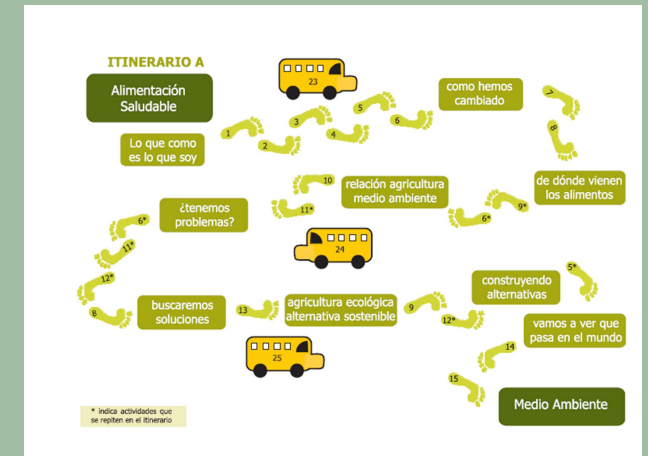 ITINERARIO A
Alimentación
Saludable
23
como hemos
cambiado
Lo que como
es lo que soy
1
2
3
4
5
6
7
8
de dónde vienen
los alimentos
9*
6*
relación agricultura
medio ambiente
10
11*
¿tenemos
problemas?
6*
11*
12*
8
24
buscaremos
soluciones
13
agricultura ecológica
alternativa sostenible
9
12*
construyendo
alternativas
5*
vamos a ver que
pasa en el mundo
14
15
25
Medio Ambiente
* indica actividades que
se repiten en el itinerario